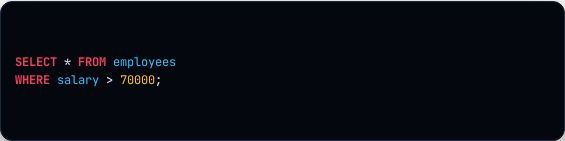 SELECT * FROM employees
WHERE salary > 70000;